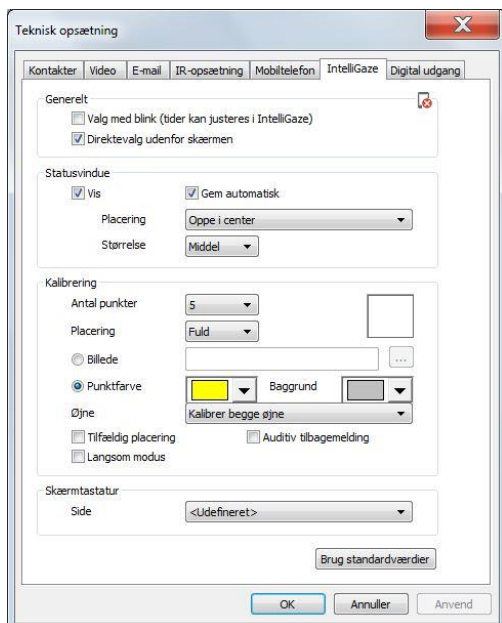 Teknisk opsætning
Kontakter Video E-mail IR-opsætning Mobiltelefon IntelliGaze Digital udgang
Generelt
Valg med blink (tider kan justeres i IntelliGaze)
Direktevalg udenfor skærmen
Statusvindue
Vis Gem automatisk
Placering Oppe i center
Størrelse Middel
Kalibrering
Antal punkter 5
Placering Fuld
Billede ...
Punktfarve Baggrund
Øjne Kalibrer begge øjne
Tilfældig placering Auditiv tilbagemelding
Langsom modus
Skærmtastatur
Side <Udefineret>
Brug standardværdier
OK Annuller Anvend